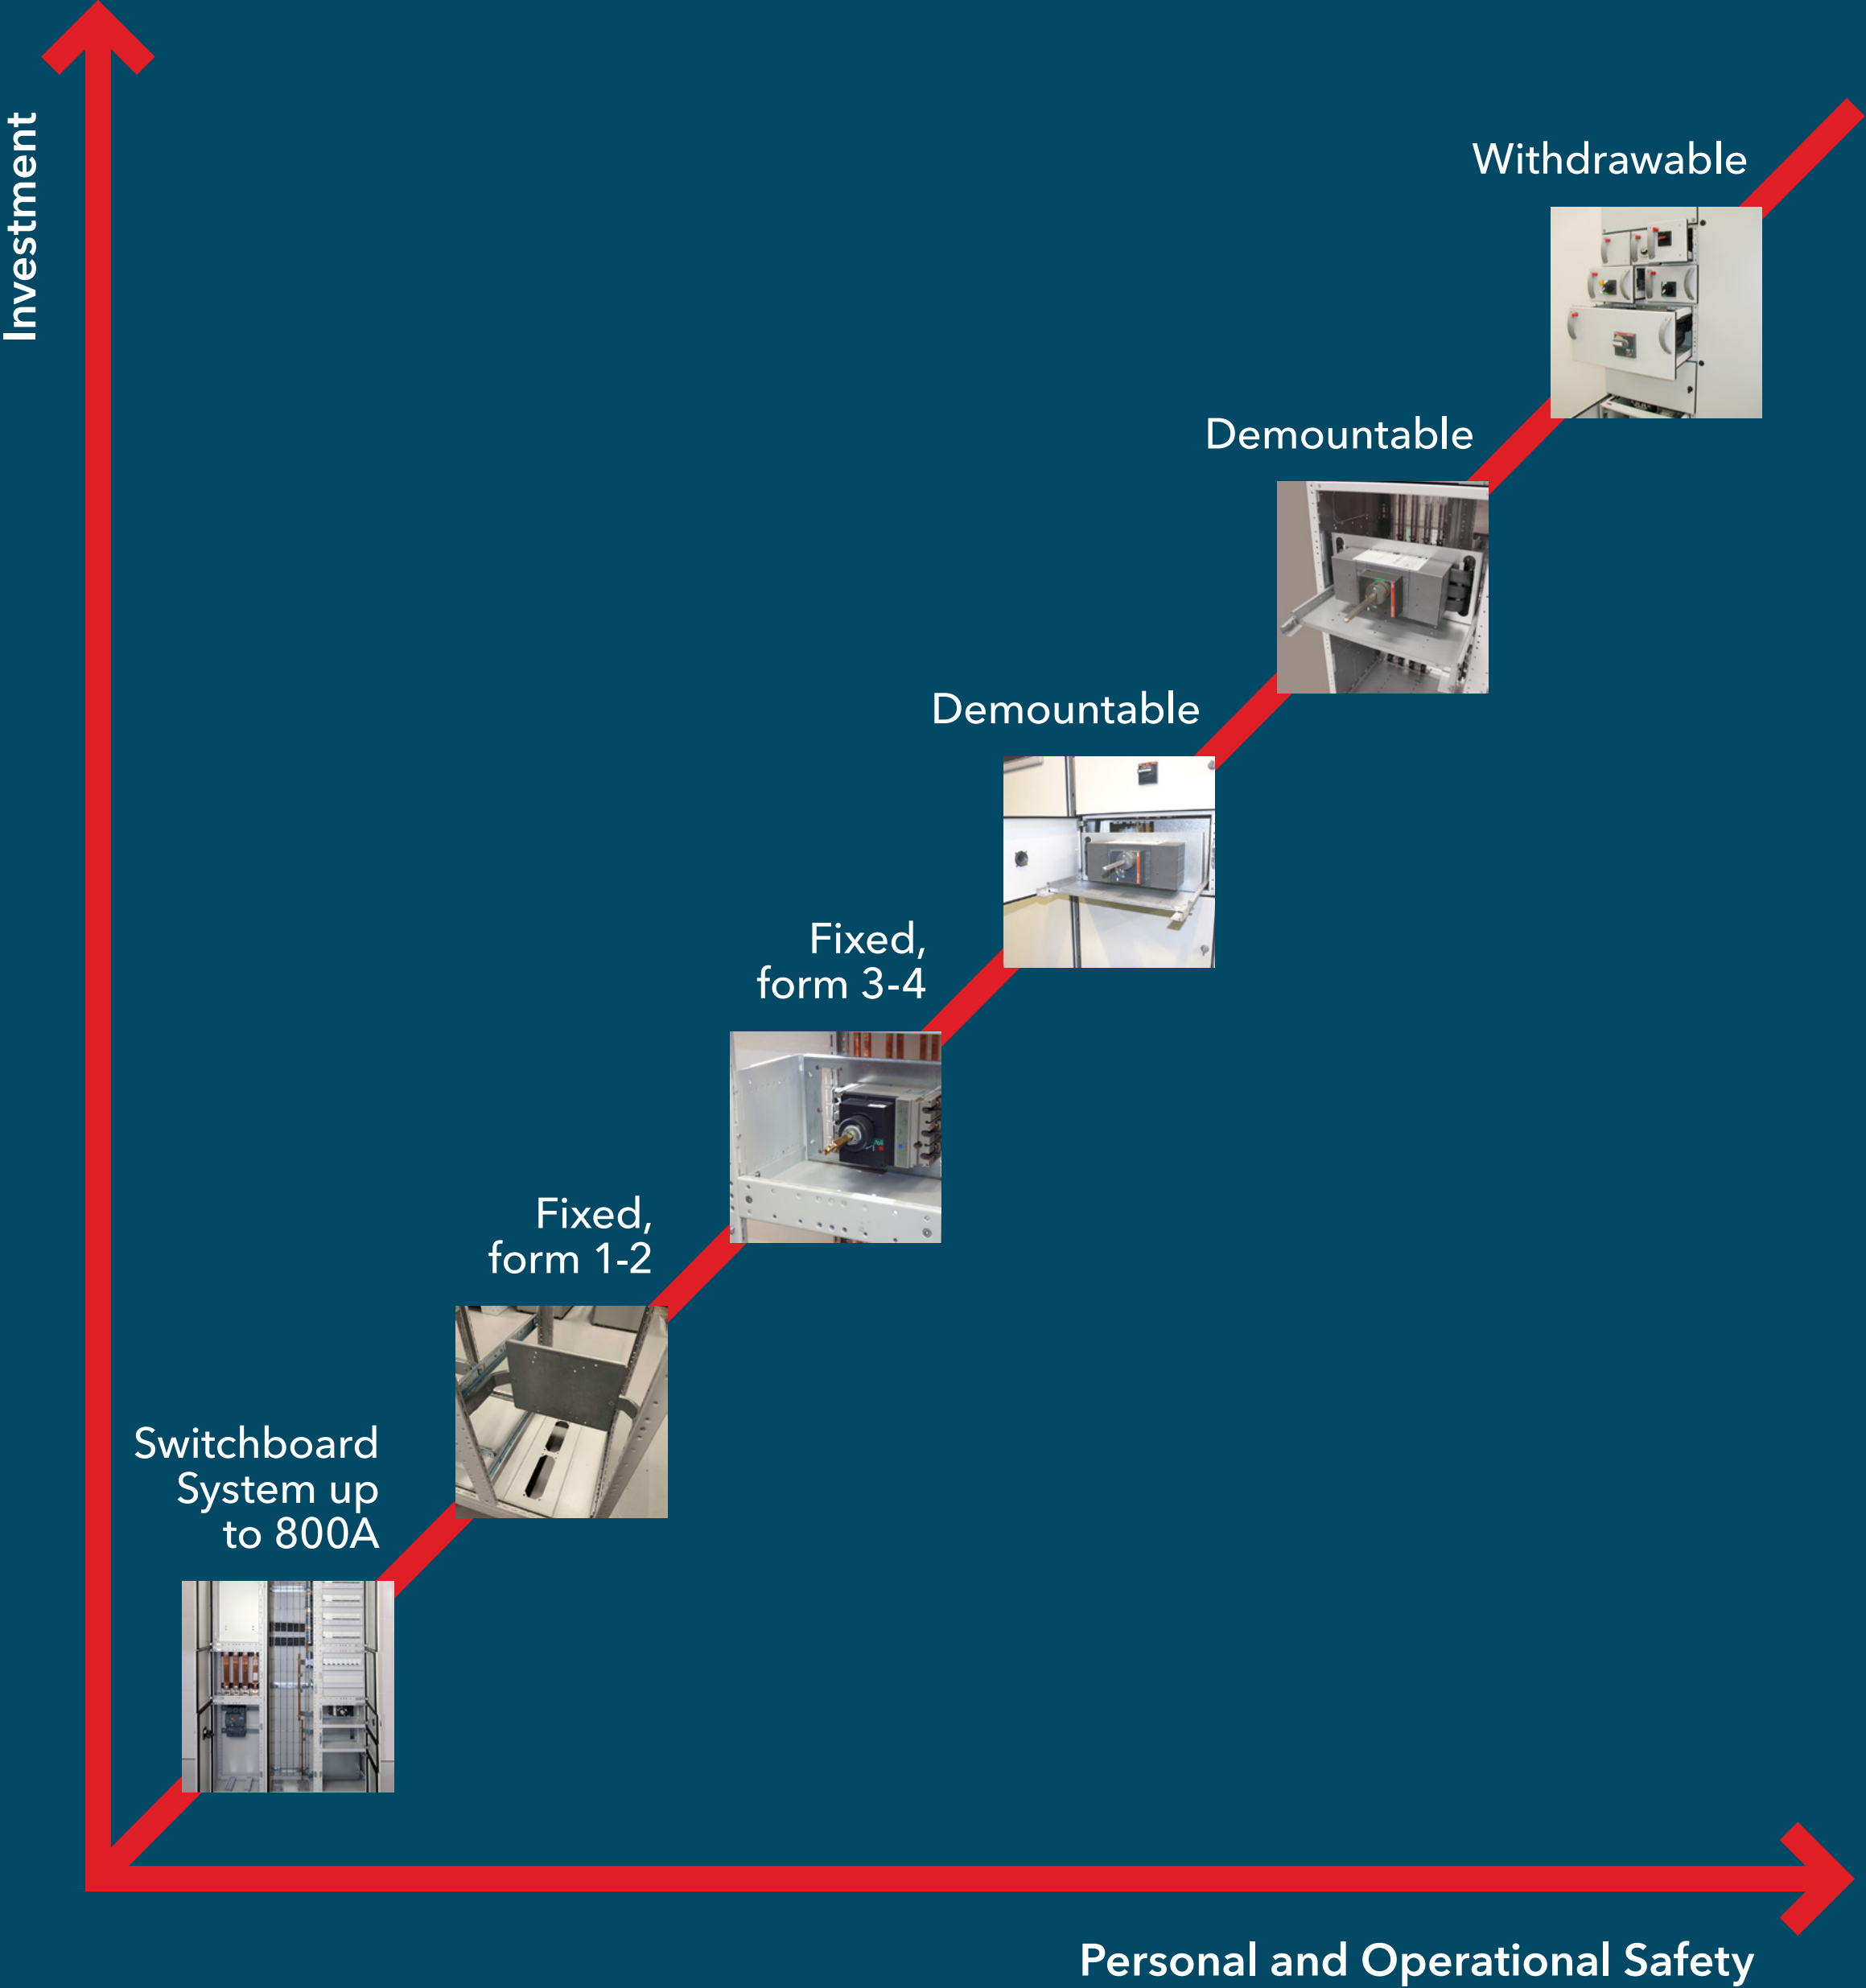 Investment
Withdrawable
Demountable
Demountable
Fixed,
form 3-4
Fixed,
form 1-2
Switchboard
System up
to 800A
Personal and Operational Safety